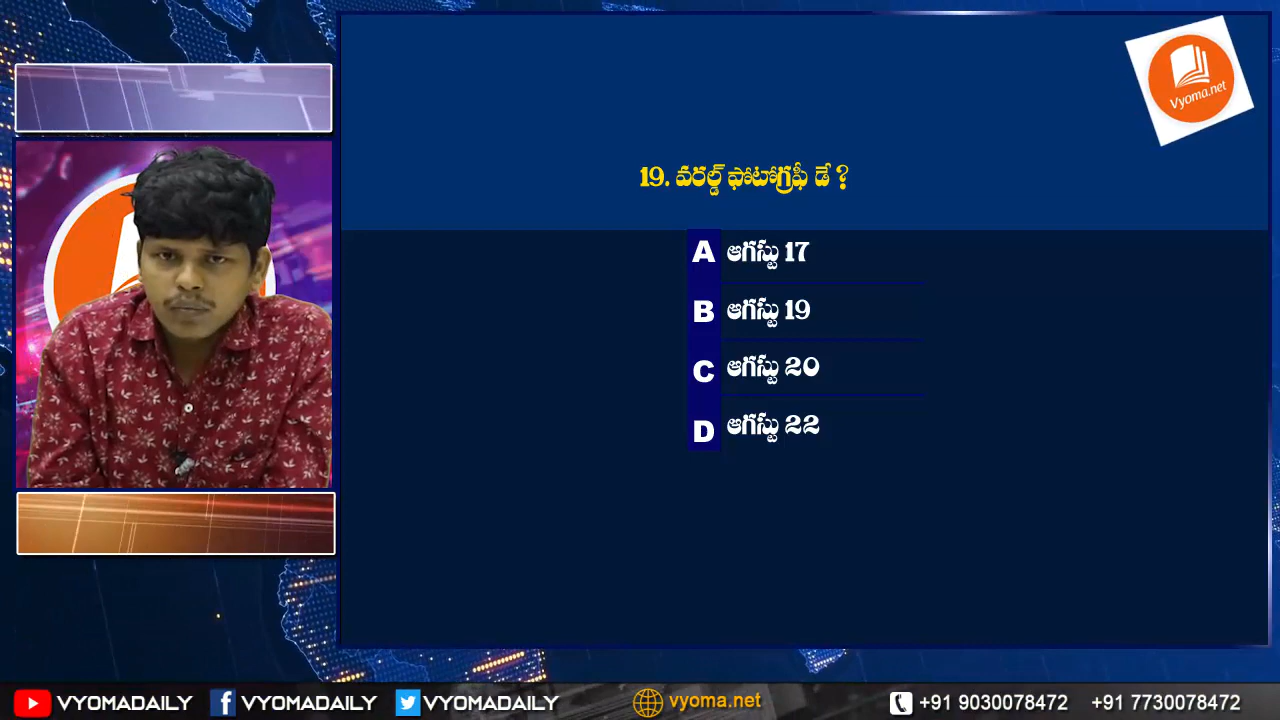 Vyoma.net
19. వరల్డ్ ఫోటోగ్రఫీ డే ?
A ఆగస్టు 17
B ఆగస్టు 19
C ఆగస్టు 20
D ఆగస్టు 22
VYOMADAILY VYOMADAILY VYOMADAILY vyoma.net +91 9030078472 +91 7730078472